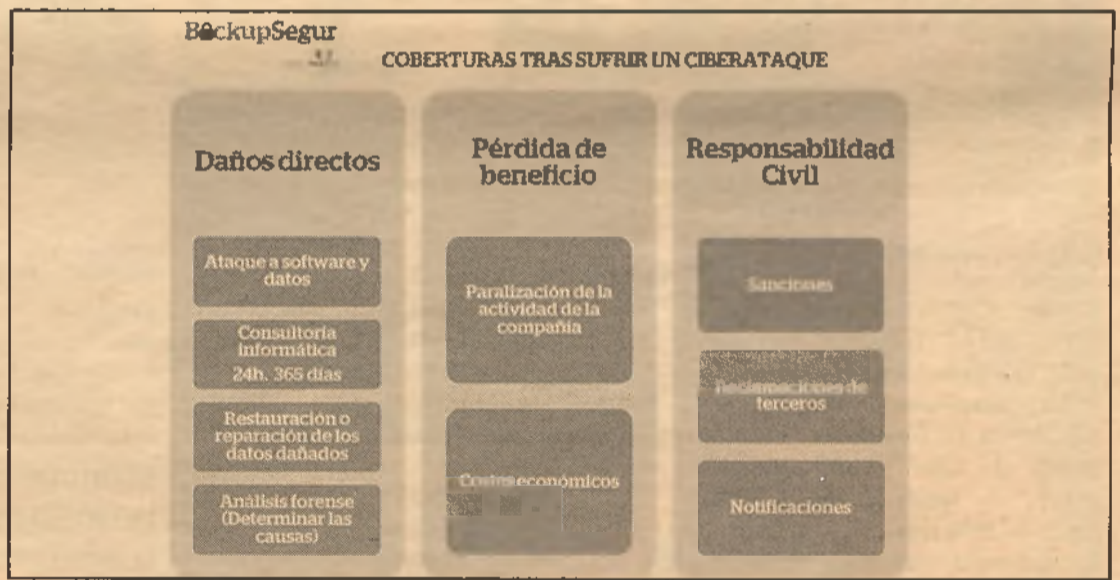 BackupSegur
COBERTURAS TRAS SUFRIR UN CIBERATAQUE
Daños directos
Ataque a software y
datos
Consultoría
informática
24h. 365 días
Restauración o
reparación de los
datos dañados
Análisis forense
(Determinar las
causas)
Pérdida de
beneficio
Paralización de la
actividad de la
compañía
Costes económicos
Responsabilidad
Civil
Sanciones
Reclamaciones de
terceros
Notificaciones